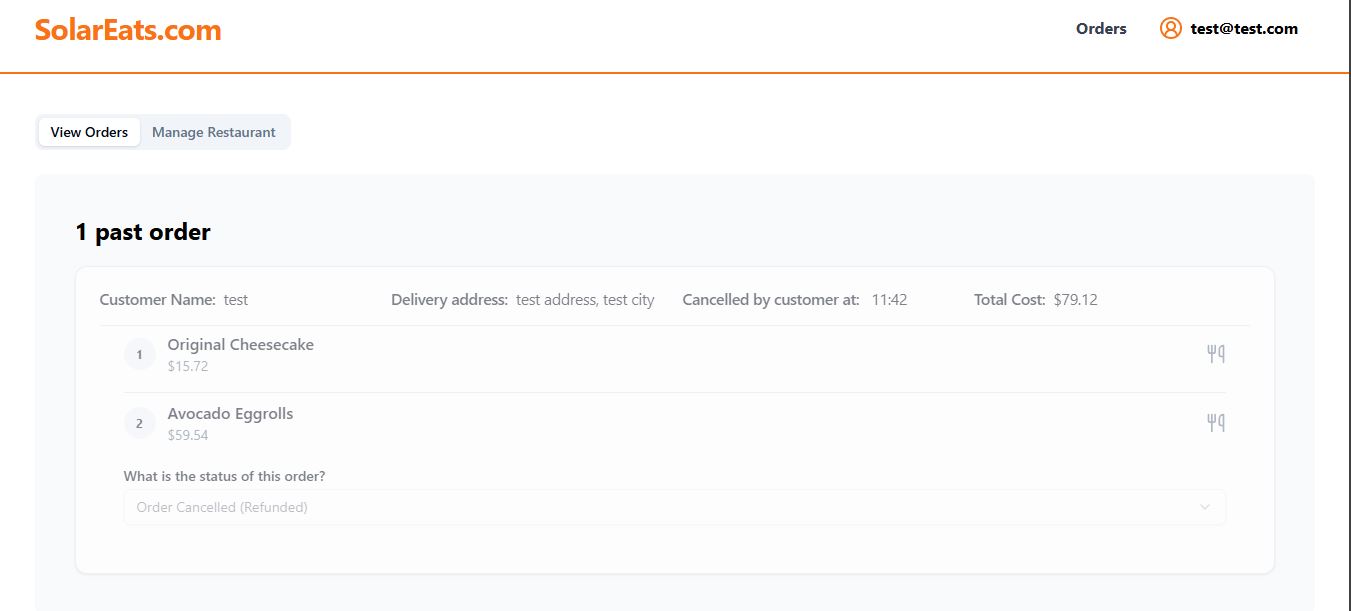 SolarEats.com
Orders
test@test.com
View Orders
Manage Restaurant
1 past order
Customer Name: test
Delivery address: test address, test city
Cancelled by customer at: 11:42
Total Cost: $79.12
1
Original Cheesecake
$15.72
2
Avocado Eggrolls
$59.54
What is the status of this order?
Order Cancelled (Refunded)